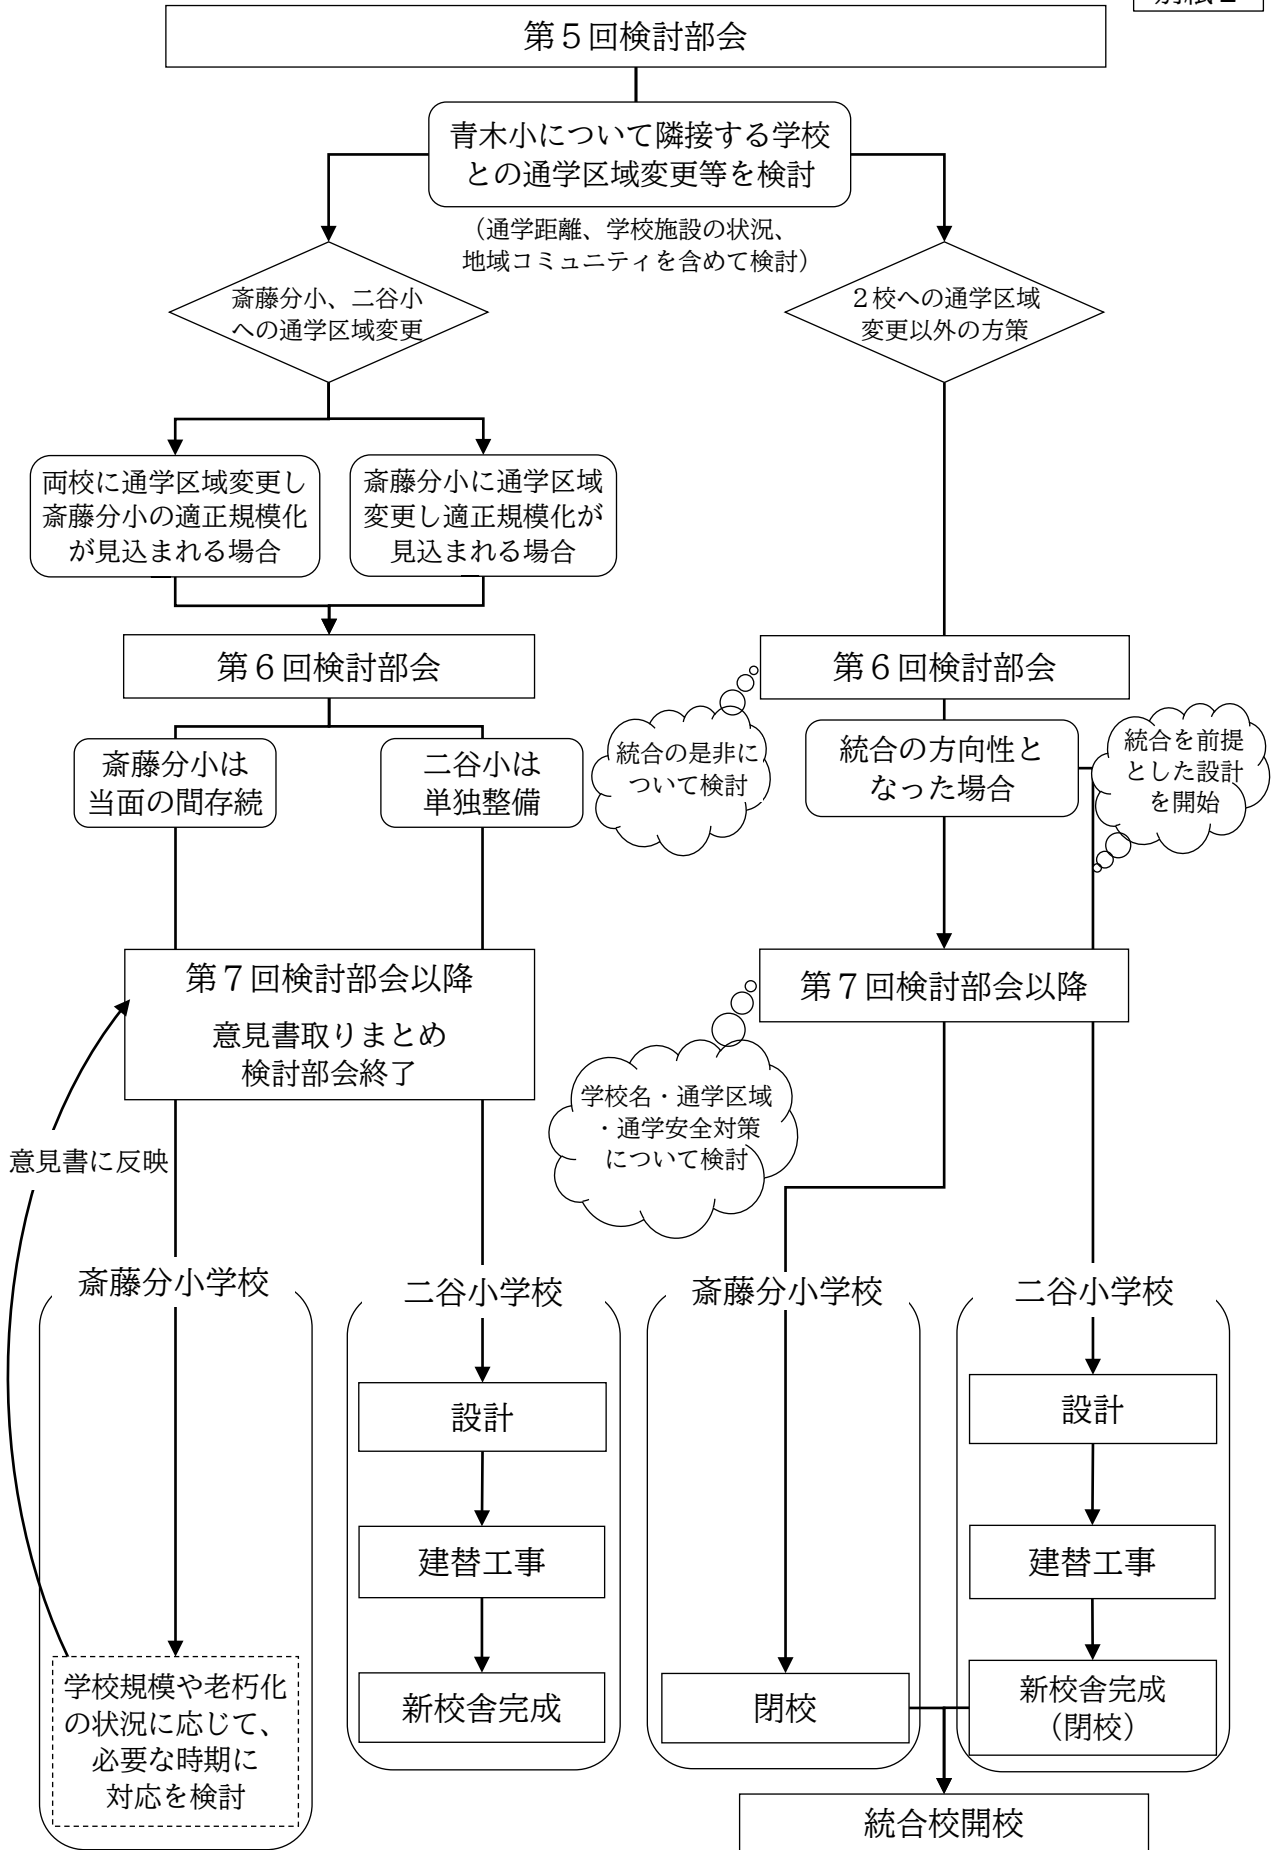 第５回検討部会
青木小について隣接する学校
との通学区域変更等を検討
（通学距離、学校施設の状況、
地域コミュニティを含めて検討）
斎藤分小、二谷小
への通学区域変更
２校への通学区域
変更以外の方策
両校に通学区域変更し
斎藤分小の適正規模化
が見込まれる場合
斎藤分小に通学区域
変更し適正規模化が
見込まれる場合
第６回検討部会
第６回検討部会
斎藤分小は
当面の間存続
二谷小は
単独整備
統合の是非に
ついて検討
統合の方向性と
なった場合
統合を前提
とした設計
を開始
第７回検討部会以降
意見書取りまとめ
検討部会終了
第７回検討部会以降
学校名・通学区域
・通学安全対策
について検討
意見書に反映
斎藤分小学校
二谷小学校
斎藤分小学校
二谷小学校
設計
設計
建替工事
建替工事
学校規模や老朽化
の状況に応じて、
必要な時期に
対応を検討
新校舎完成
閉校
新校舎完成
（閉校）
統合校開校